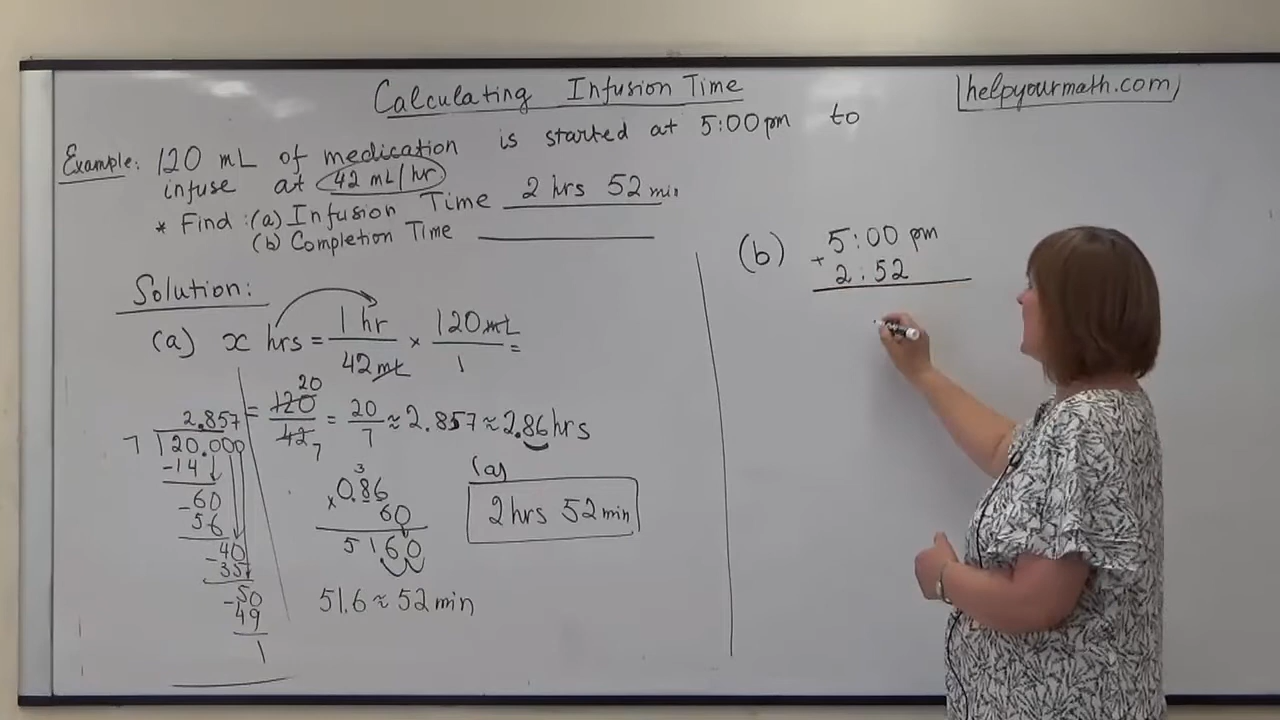 Calculating Infusion Time
helpyourmath.com
Example: 120 mL of medication is started at 5:00 pm to
infuse at 42 mL/hr
* Find: (a) Infusion Time 2 hrs 52 min
(b) Completion Time
Solution:
(a) x hrs = 1 hr / 42 mL × 120 mL / 1 =
= 120 / 42 20 / 7 = 20 / 7 ≈ 2.857 ≈ 2.86 hrs
2.857
7 120.000
-14
-60
56
-40
35
-50
49
1
3
0.86
× 60
5160
51.6 ≈ 52 min
(a)
2 hrs 52 min
(b) 5:00 pm
+ 2:52